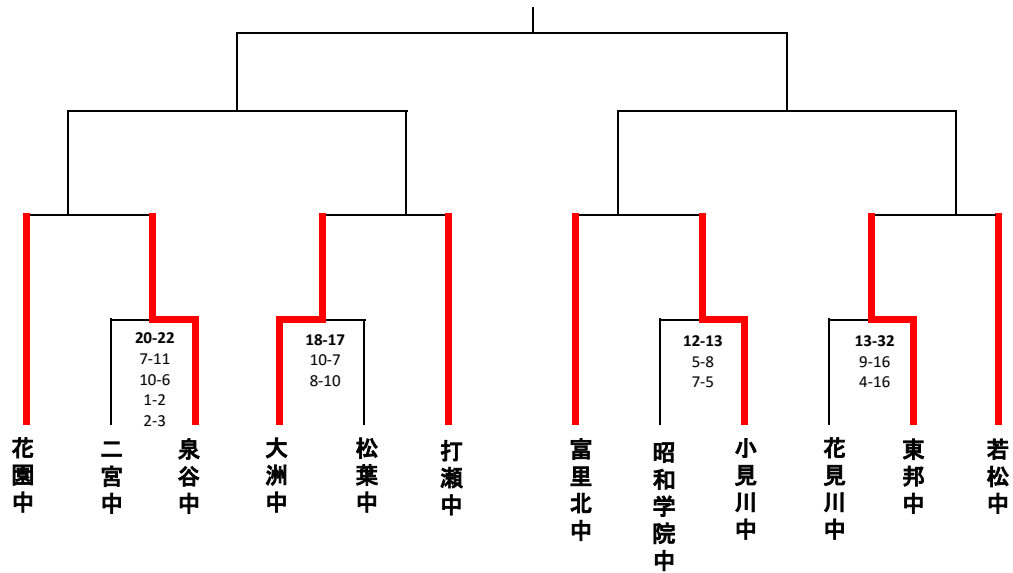 20-22
7-11
10-6
1-2
2-3
18-17
10-7
8-10
12-13
5-8
7-5
13-32
9-16
4-16
花園中
二宮中
泉谷中
大洲中
松葉中
打瀬中
富里北中
昭和学院中
小見川中
花見川中
東邦中
若松中